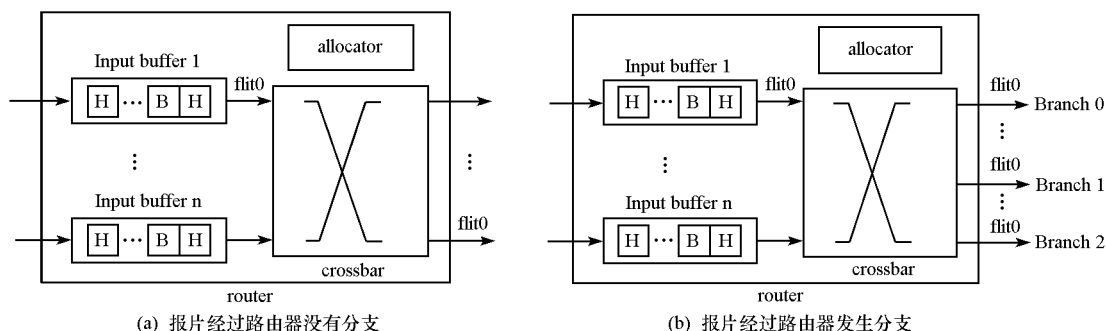 allocator
Input buffer 1
flit0
H ··· B H
Input buffer n
H ··· B H
flit0
crossbar
router
(a) 报片经过路由器没有分支
allocator
Input buffer 1
flit0
H ··· B H
flit0
Branch 0
flit0
Branch 1
Input buffer n
H ··· B H
flit0
Branch 2
crossbar
router
(b) 报片经过路由器发生分支